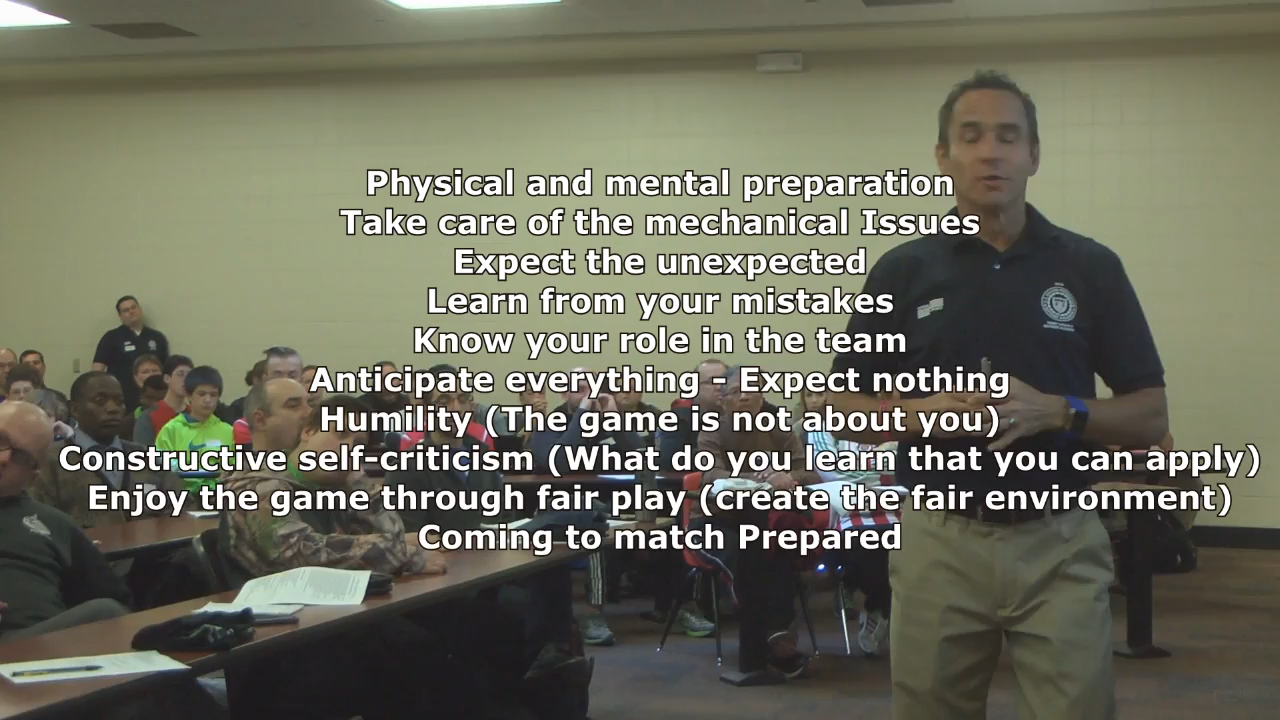 Physical and mental preparation
Take care of the mechanical Issues
Expect the unexpected
Learn from your mistakes
Know your role in the team
Anticipate everything - Expect nothing
Humility (The game is not about you)
Constructive self-criticism (What do you learn that you can apply)
Enjoy the game through fair play (create the fair environment)
Coming to match Prepared